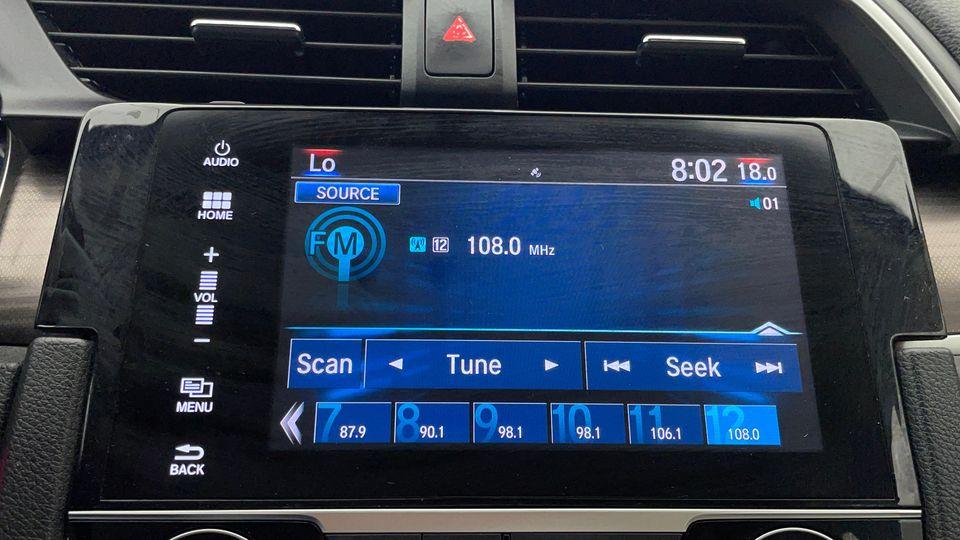 AUDIO
HOME
+
VOL
−
MENU
BACK
Lo 8:02 18.0
SOURCE 01
FM 12 108.0 MHz
Scan Tune Seek
7 87.9 8 90.1 9 98.1 10 98.1 11 106.1 12 108.0